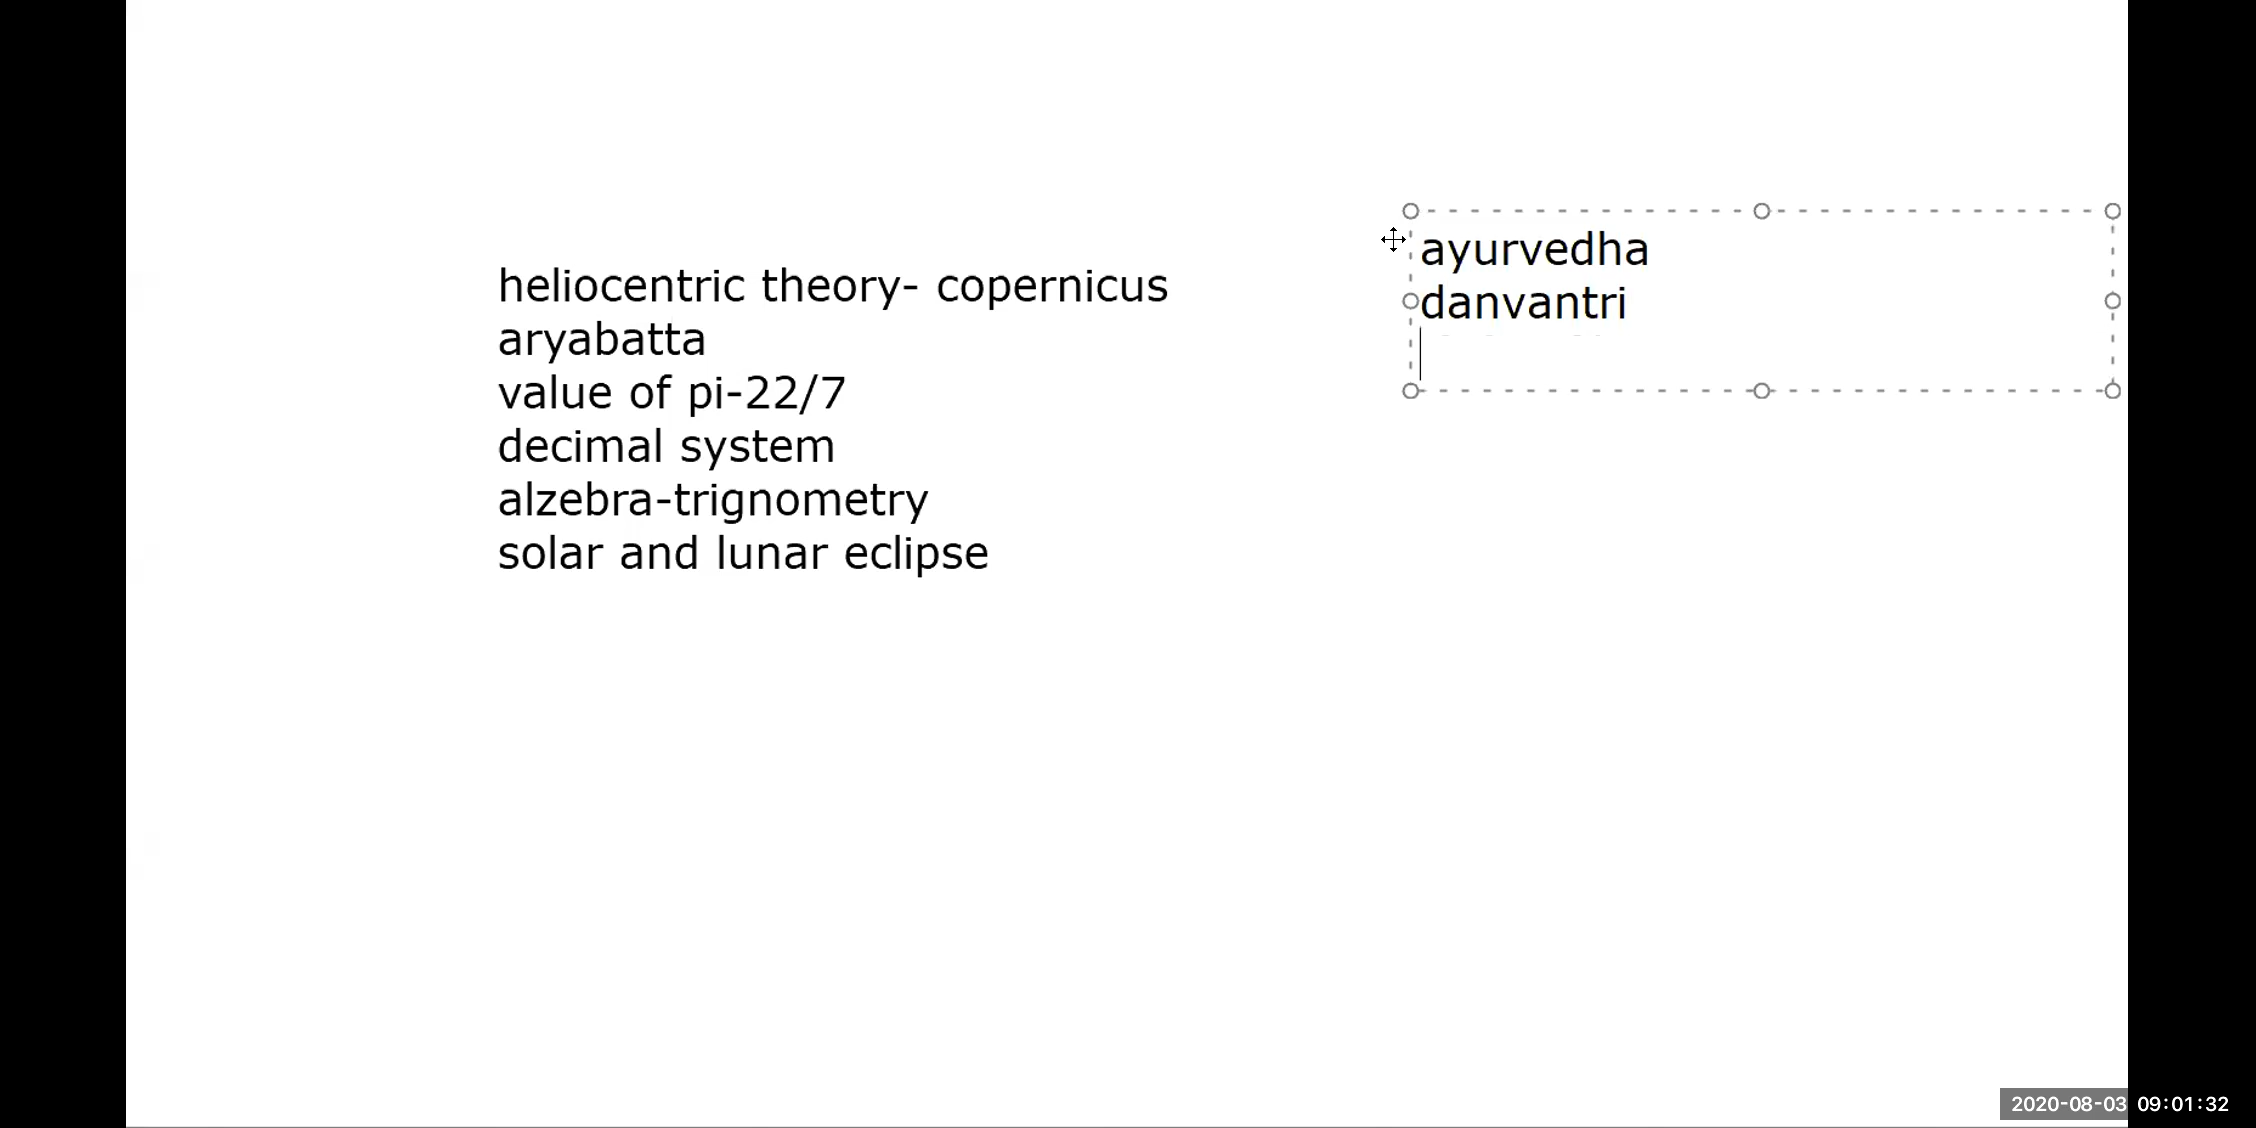 heliocentric theory- copernicus
aryabatta
value of pi-22/7
decimal system
alzebra-trignometry
solar and lunar eclipse
ayurvedha
danvantri
2020-08-03 09:01:32